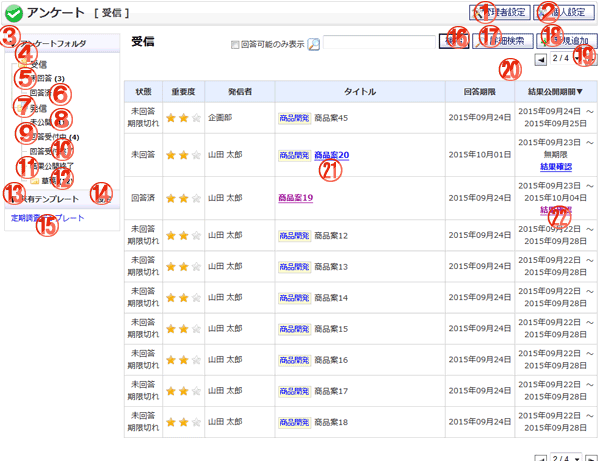 アンケート [ 受信 ]
① 管理者設定 ② 個人設定
③ アンケートフォルダ
④ 受信
⑤ 未回答 (3)
回答済 ⑥
⑦ 発信
未公開 ⑧
⑨ 回答受付中 (4)
回答受付終了 ⑩
⑪ 結果公開終了
草稿 ⑫
⑬ 共有テンプレート ⑭
定期調査テンプレート
⑮
受信
回答可能のみ表示 ⑯ ⑰ 詳細検索 ⑱ 新規追加
⑳ 2 / 4 ⑲
状態 重要度 発信者 タイトル 回答期限 結果公開期間▼
未回答 期限切れ 企画部 商品開発 商品案45 2015年09月24日 2015年09月24日 ～ 2015年09月25日
未回答 山田 太郎 商品開発 商品案20 2015年10月01日 2015年09月23日 ～ 無期限 結果確認
㉑
回答済 山田 太郎 商品案19 2015年09月24日 2015年09月23日 ～ 2015年10月04日 結果確認
㉒
未回答 期限切れ 山田 太郎 商品開発 商品案12 2015年09月24日 2015年09月22日 ～ 2015年09月28日
未回答 期限切れ 山田 太郎 商品開発 商品案13 2015年09月24日 2015年09月22日 ～ 2015年09月28日
未回答 期限切れ 山田 太郎 商品開発 商品案14 2015年09月24日 2015年09月22日 ～ 2015年09月28日
未回答 期限切れ 山田 太郎 商品開発 商品案15 2015年09月24日 2015年09月22日 ～ 2015年09月28日
未回答 期限切れ 山田 太郎 商品開発 商品案16 2015年09月24日 2015年09月22日 ～ 2015年09月28日
未回答 期限切れ 山田 太郎 商品開発 商品案17 2015年09月24日 2015年09月22日 ～ 2015年09月28日
未回答 期限切れ 山田 太郎 商品開発 商品案18 2015年09月24日 2015年09月22日 ～ 2015年09月28日
2 / 4